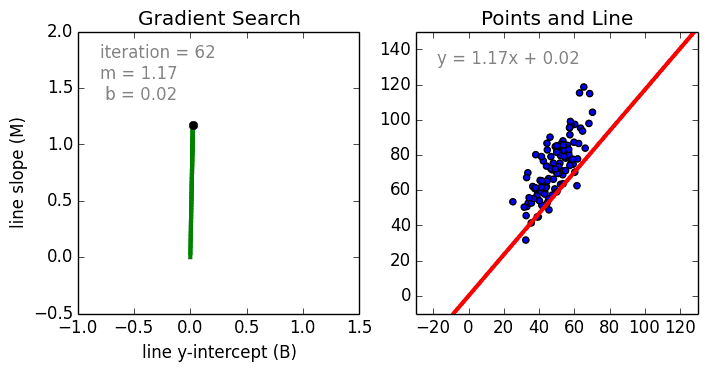 Gradient Search
iteration = 62
m = 1.17
b = 0.02
2.0
1.5
1.0
0.5
0.0
−0.5
line slope (M)
−1.0 −0.5 0.0 0.5 1.0 1.5
line y-intercept (B)
Points and Line
y = 1.17x + 0.02
140
120
100
80
60
40
20
0
−20 0 20 40 60 80 100 120